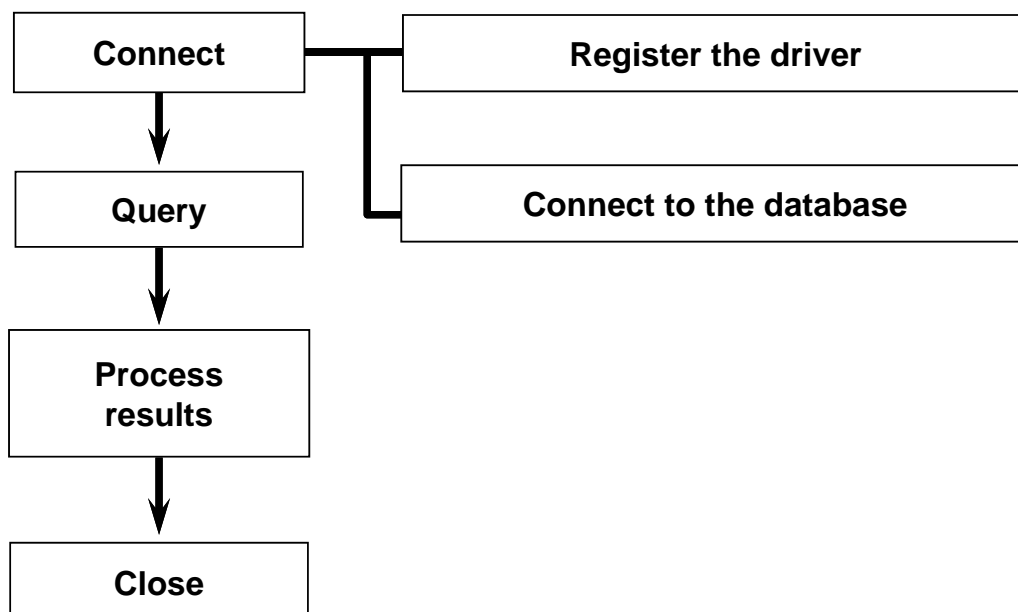 Connect
Register the driver
Connect to the database
Query
Process
results
Close